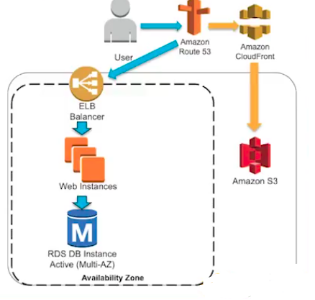 User
Amazon
Route 53
Amazon
CloudFront
ELB
Balancer
Web Instances
Amazon S3
M
RDS DB Instance
Active (Multi-AZ)
Availability Zone